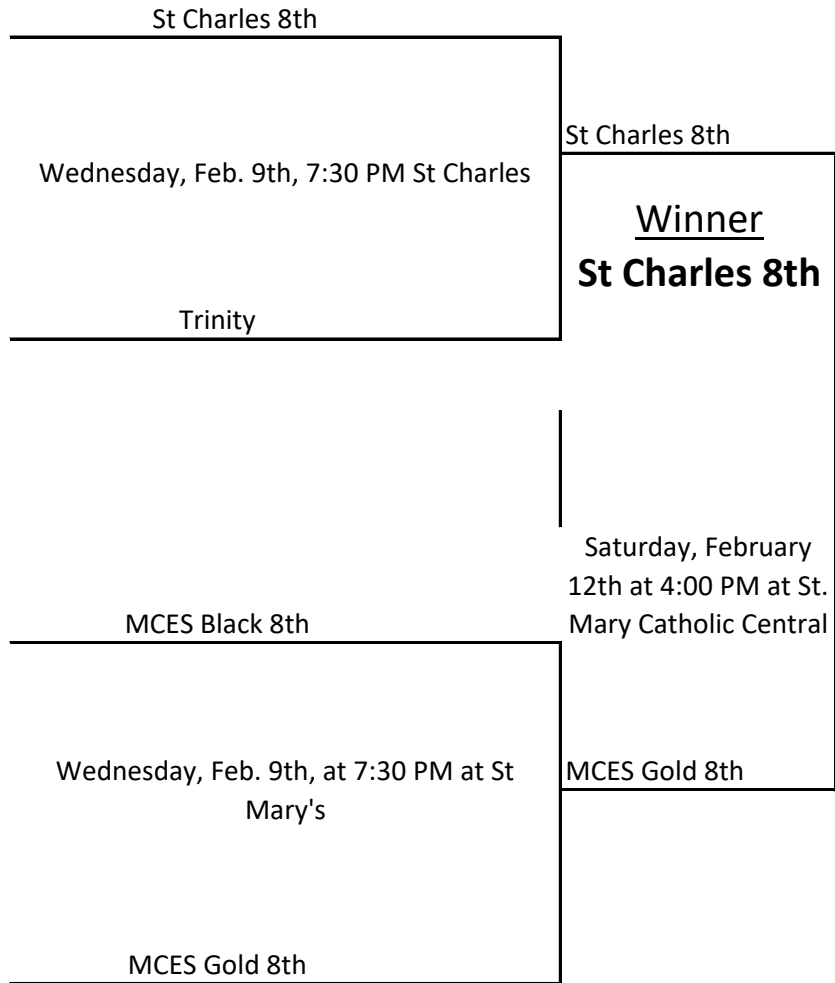 St Charles 8th
St Charles 8th
Wednesday, Feb. 9th, 7:30 PM St Charles
Winner
St Charles 8th
Trinity
Saturday, February
12th at 4:00 PM at St.
Mary Catholic Central
MCES Black 8th
Wednesday, Feb. 9th, at 7:30 PM at St
Mary's
MCES Gold 8th
MCES Gold 8th